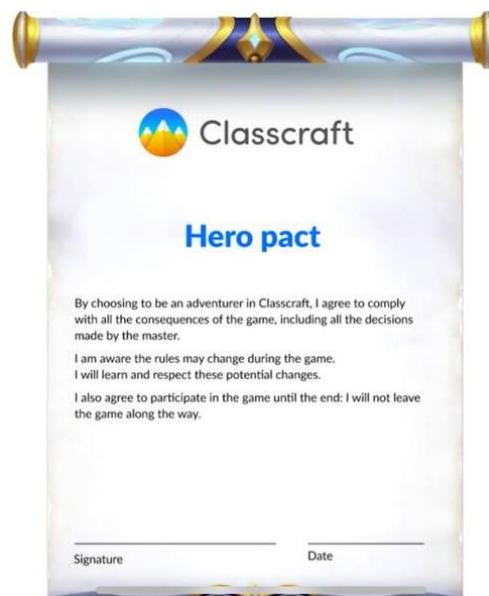 Classcraft
Hero pact
By choosing to be an adventurer in Classcraft, I agree to comply
with all the consequences of the game, including all the decisions
made by the master.
I am aware the rules may change during the game.
I will learn and respect these potential changes.
I also agree to participate in the game until the end: I will not leave
the game along the way.
Signature
Date